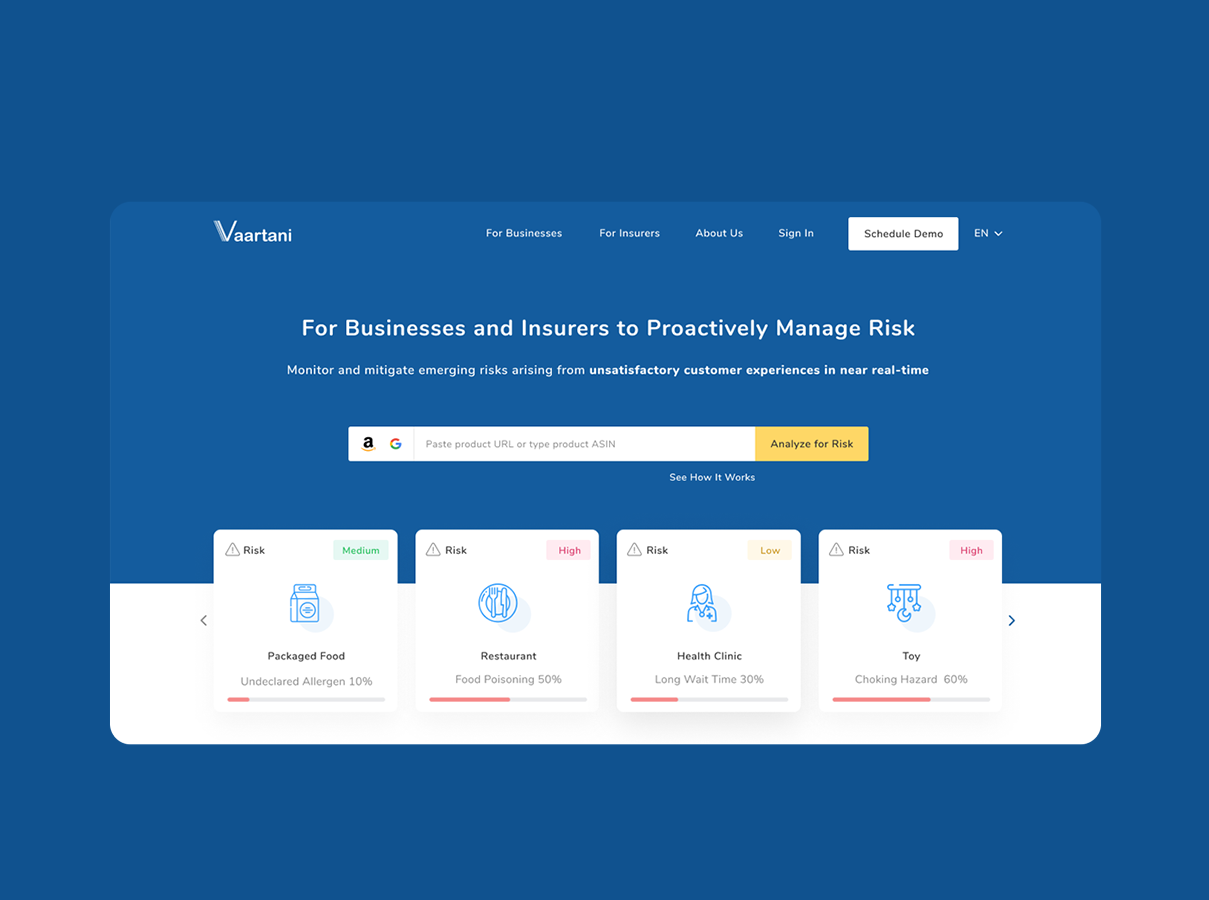 Vaartani
For Businesses
For Insurers
About Us
Sign In
Schedule Demo
EN
For Businesses and Insurers to Proactively Manage Risk
Monitor and mitigate emerging risks arising from unsatisfactory customer experiences in near real-time
a
G
Paste product URL or type product ASIN
Analyze for Risk
See How It Works
Risk
Medium
Packaged Food
Undeclared Allergen 10%
Risk
High
Restaurant
Food Poisoning 50%
Risk
Low
Health Clinic
Long Wait Time 30%
Risk
High
Toy
Choking Hazard  60%